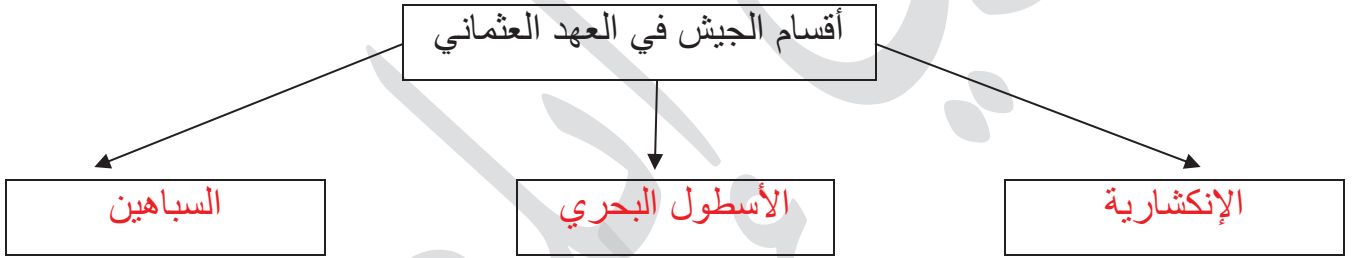 أقسام الجيش في العهد العثماني
الإنكشارية
الأسطول البحري
السباهين